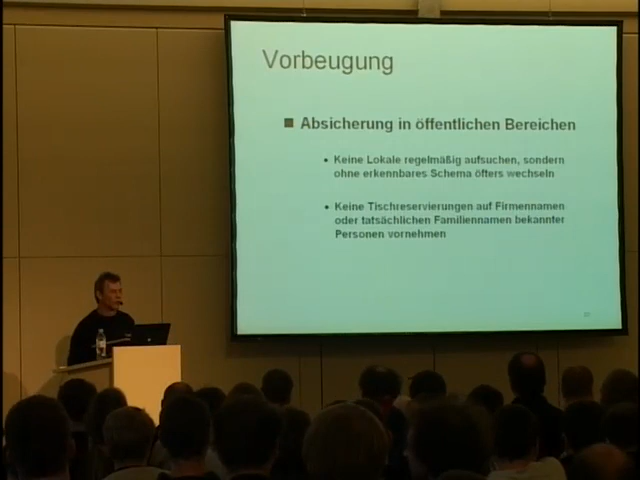 Vorbeugung
Absicherung in öffentlichen Bereichen
Keine Lokale regelmäßig aufsuchen, sondern
ohne erkennbares Schema öfters wechseln
Keine Tischreservierungen auf Firmennamen
oder tatsächlichen Familiennamen bekannter
Personen vornehmen